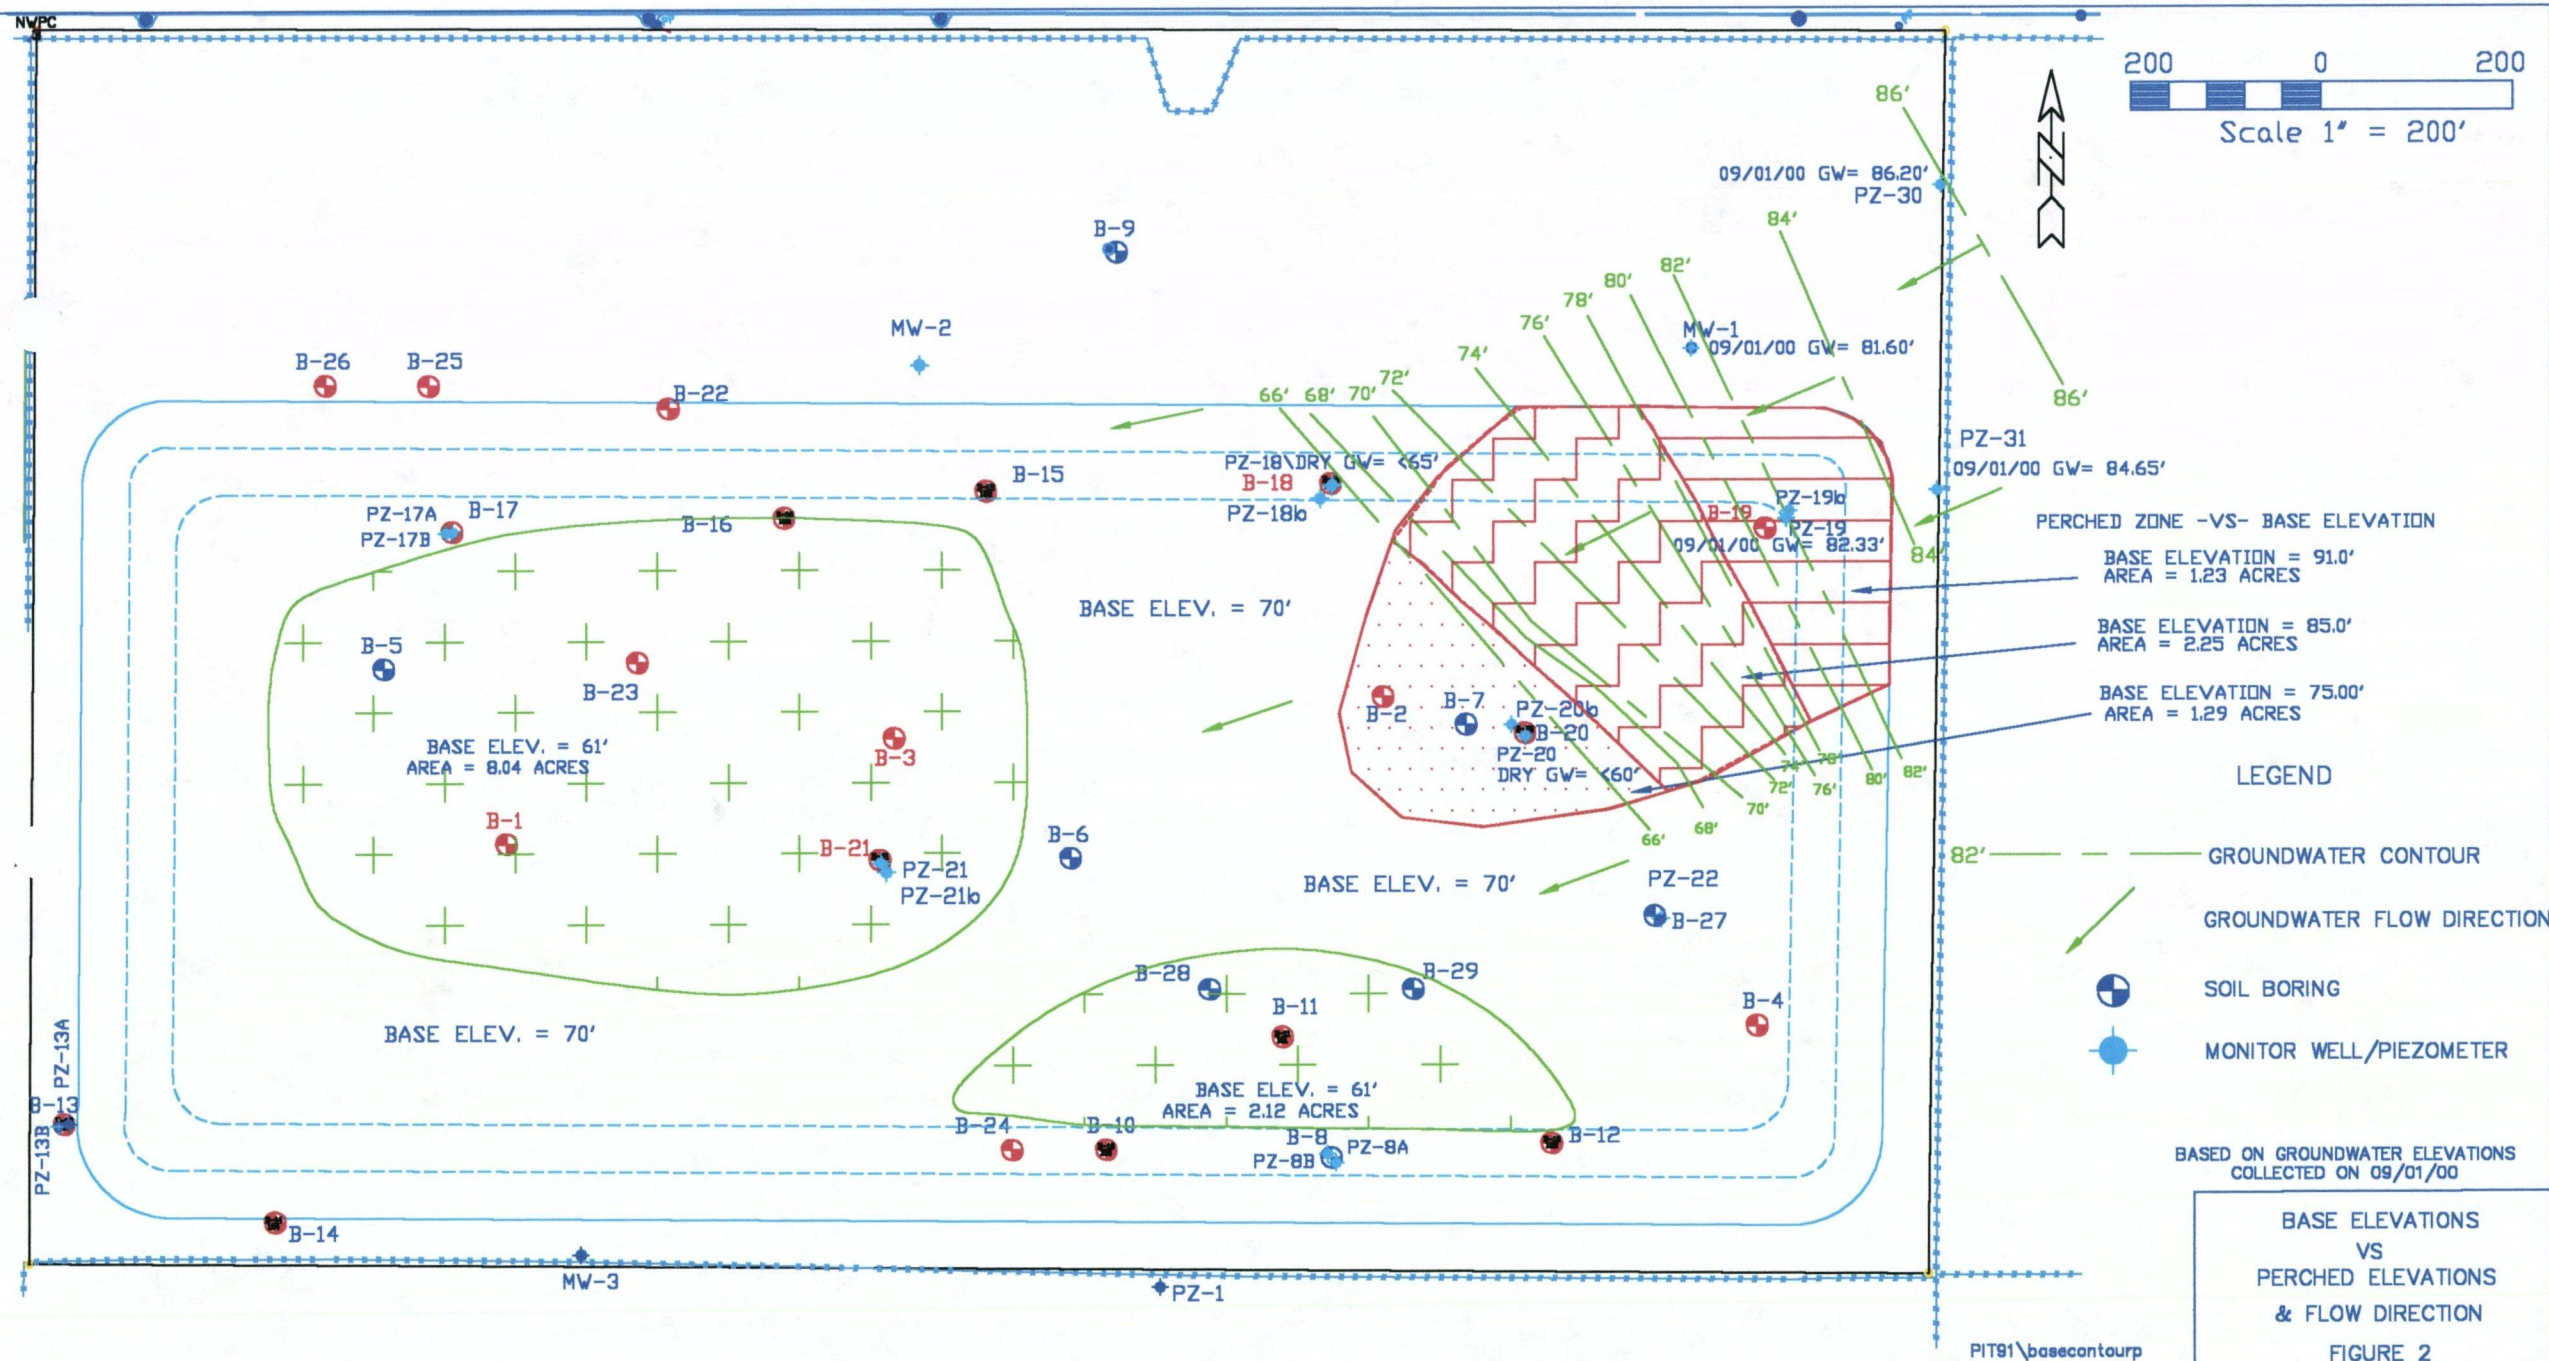 NWPC
200 0 200
Scale 1" = 200'
86'
09/01/00 GW= 86.20'
PZ-30
84'
B-9
82'
80'
78'
76'
74'
72'
66' 68' 70'
MW-2
MW-1
09/01/00 GW= 81.60'
86'
B-26
B-25
B-22
PZ-31
09/01/00 GW= 84.65'
PZ-18\DRY GW= <65'
B-18
PZ-18b
B-15
B-16
PZ-17A
B-17
PZ-17B
PZ-19b
B-19
PZ-19
09/01/00 GW= 82.33'
84'
PERCHED ZONE -VS- BASE ELEVATION
BASE ELEVATION = 91.0'
AREA = 1.23 ACRES
BASE ELEVATION = 85.0'
AREA = 2.25 ACRES
BASE ELEVATION = 75.00'
AREA = 1.29 ACRES
BASE ELEV. = 70'
B-5
B-23
B-3
BASE ELEV. = 61'
AREA = 8.04 ACRES
B-2
B-7
PZ-20b
B-20
PZ-20
DRY GW= <60'
78'
80'
82'
72'
76'
70'
68'
66'
B-1
B-21
PZ-21
PZ-21b
B-6
BASE ELEV. = 70'
PZ-22
B-27
LEGEND
82'
GROUNDWATER CONTOUR
GROUNDWATER FLOW DIRECTION
SOIL BORING
MONITOR WELL/PIEZOMETER
B-28
B-29
B-11
B-4
BASE ELEV. = 70'
BASE ELEV. = 61'
AREA = 2.12 ACRES
PZ-13A
B-13
PZ-13B
B-24
B-10
B-8
PZ-8A
PZ-8B
B-12
B-14
MW-3
PZ-1
BASED ON GROUNDWATER ELEVATIONS
COLLECTED ON 09/01/00
BASE ELEVATIONS
VS
PERCHED ELEVATIONS
& FLOW DIRECTION
FIGURE 2
PIT91\basecontourp